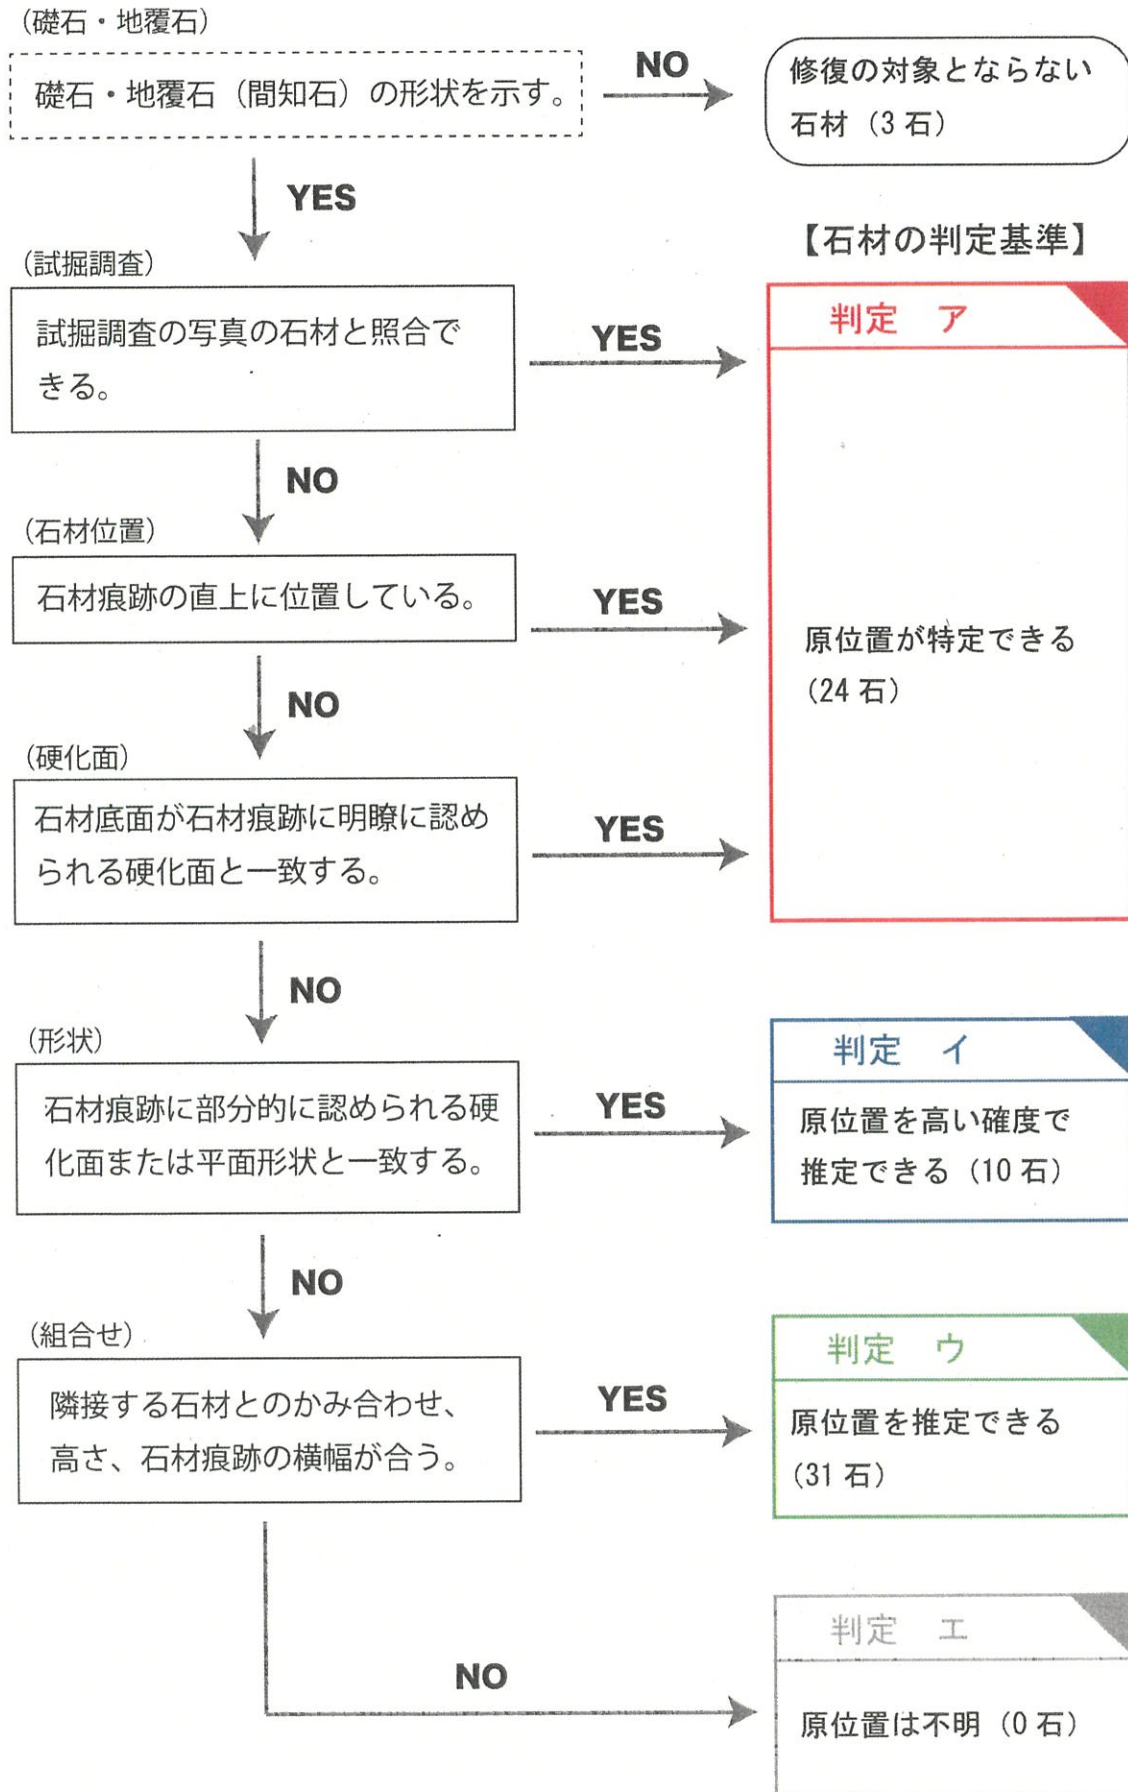 (礎石・地覆石)
礎石・地覆石（間知石）の形状を示す。
NO
修復の対象とならない
石材（3 石）
YES
【石材の判定基準】
(試掘調査)
試掘調査の写真の石材と照合で
きる。
YES
判定　ア
NO
(石材位置)
石材痕跡の直上に位置している。
YES
原位置が特定できる
（24 石）
NO
(硬化面)
石材底面が石材痕跡に明瞭に認め
られる硬化面と一致する。
YES
NO
(形状)
石材痕跡に部分的に認められる硬
化面または平面形状と一致する。
YES
判定　イ
原位置を高い確度で
推定できる（10 石）
NO
(組合せ)
隣接する石材とのかみ合わせ、
高さ、石材痕跡の横幅が合う。
YES
判定　ウ
原位置を推定できる
（31 石）
NO
判定　エ
原位置は不明（0 石）